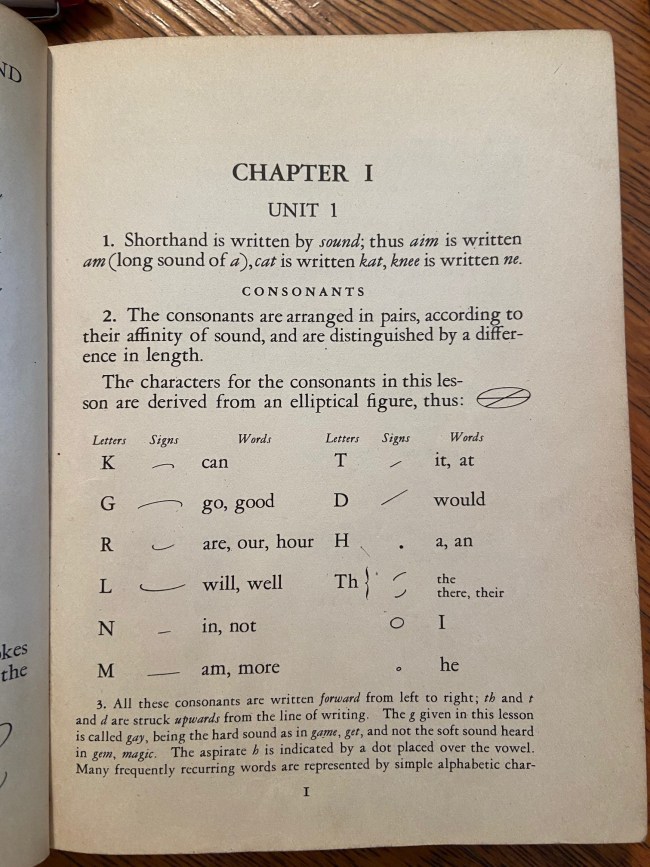 ND
kes
the
CHAPTER I
UNIT 1
1. Shorthand is written by sound; thus aim is written
am (long sound of a), cat is written kat, knee is written ne.
CONSONANTS
2. The consonants are arranged in pairs, according to
their affinity of sound, and are distinguished by a differ-
ence in length.
The characters for the consonants in this les-
son are derived from an elliptical figure, thus:
Letters Signs Words Letters Signs Words
K can T it, at
G go, good D would
R are, our, hour H . a, an
L will, well Th } the
there, their
N in, not I
M am, more he
3. All these consonants are written forward from left to right; th and t
and d are struck upwards from the line of writing. The g given in this lesson
is called gay, being the hard sound as in game, get, and not the soft sound heard
in gem, magic. The aspirate h is indicated by a dot placed over the vowel.
Many frequently recurring words are represented by simple alphabetic char-
I